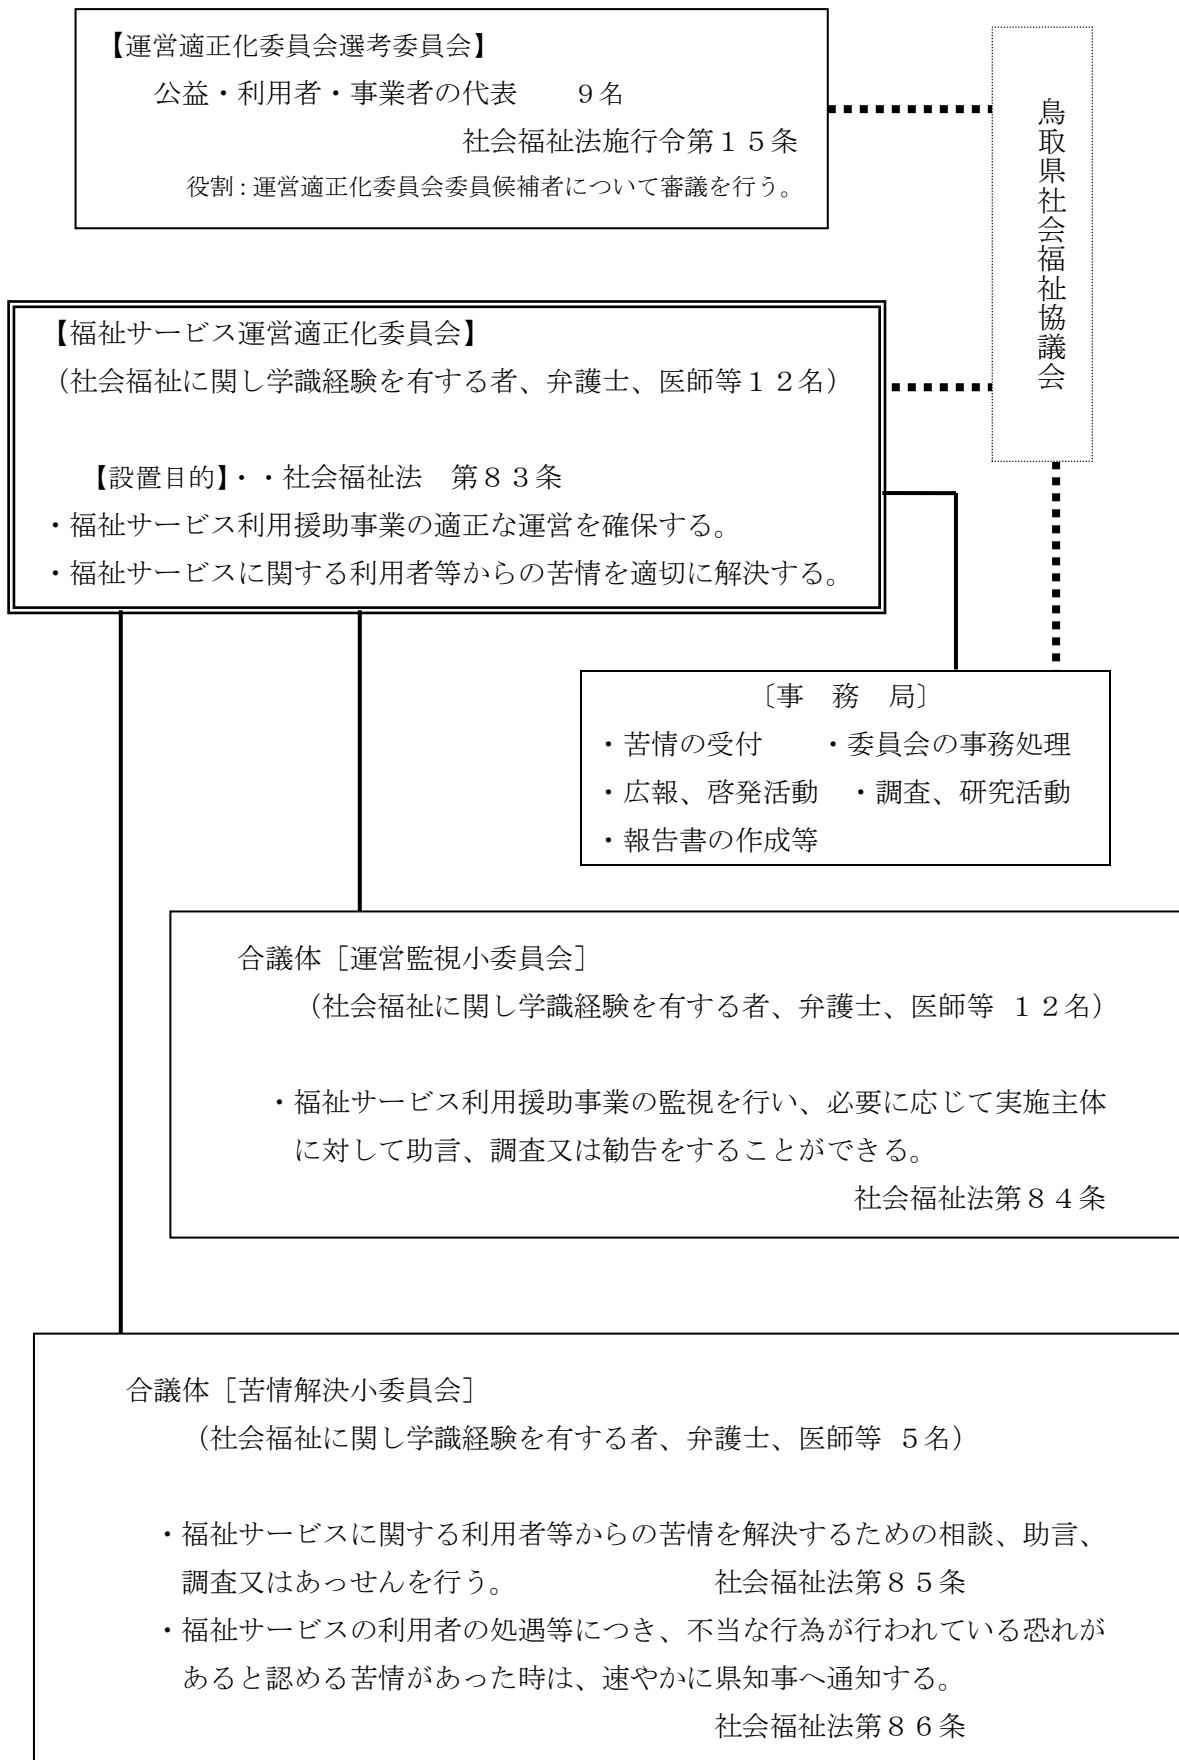 【運営適正化委員会選考委員会】
公益・利用者・事業者の代表　　９名
社会福祉法施行令第１５条
役割：運営適正化委員会委員候補者について審議を行う。
鳥取県社会福祉協議会
【福祉サービス運営適正化委員会】
（社会福祉に関し学識経験を有する者、弁護士、医師等１２名）
【設置目的】・・社会福祉法　第８３条
・福祉サービス利用援助事業の適正な運営を確保する。
・福祉サービスに関する利用者等からの苦情を適切に解決する。
〔事　務　局〕
・苦情の受付　　・委員会の事務処理
・広報、啓発活動　・調査、研究活動
・報告書の作成等
合議体［運営監視小委員会］
（社会福祉に関し学識経験を有する者、弁護士、医師等 １２名）
・福祉サービス利用援助事業の監視を行い、必要に応じて実施主体
に対して助言、調査又は勧告をすることができる。
社会福祉法第８４条
合議体［苦情解決小委員会］
（社会福祉に関し学識経験を有する者、弁護士、医師等 ５名）
・福祉サービスに関する利用者等からの苦情を解決するための相談、助言、
調査又はあっせんを行う。　　　　　　　社会福祉法第８５条
・福祉サービスの利用者の処遇等につき、不当な行為が行われている恐れが
あると認める苦情があった時は、速やかに県知事へ通知する。
社会福祉法第８６条